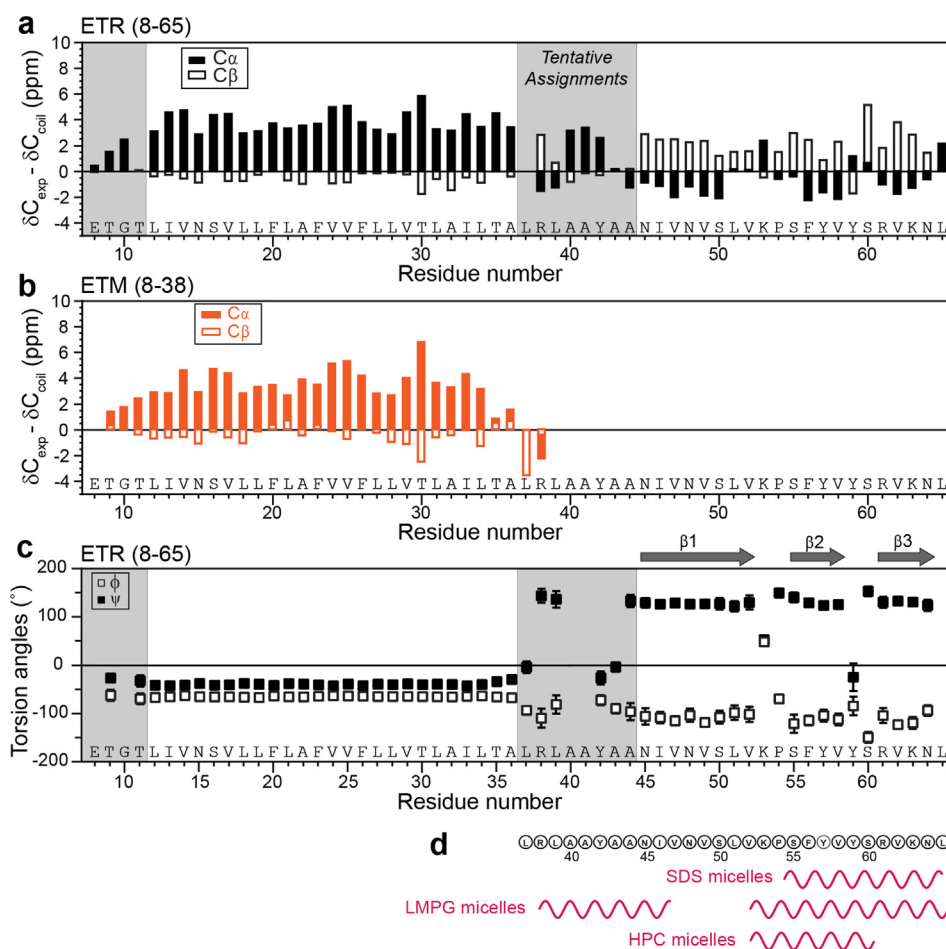 a ETR (8-65)
10
8
6
4
2
0
-2
-4
δCexp - δCcoil (ppm)
Cα
Cβ
Tentative
Assignments
E T G T L I V N S V L L F L A F V V F L L V T L A I L T A L R L A A Y A A N I V N V S L V K P S F Y V Y S R V K N L
10 20 30 40 50 60
Residue number
b ETM (8-38)
10
8
6
4
2
0
-2
-4
δCexp - δCcoil (ppm)
Cα
Cβ
E T G T L I V N S V L L F L A F V V F L L V T L A I L T A L R L A A Y A A N I V N V S L V K P S F Y V Y S R V K N L
10 20 30 40 50 60
Residue number
c ETR (8-65)
β1 β2 β3
200
100
0
-100
-200
Torsion angles (°)
ϕ
ψ
E T G T L I V N S V L L F L A F V V F L L V T L A I L T A L R L A A Y A A N I V N V S L V K P S F Y V Y S R V K N L
10 15 20 25 30 35 40 45 50 55 60
Residue number
d L R L A A Y A A N I V N V S L V K P S F Y V Y S R V K N L
40 45 50 55 60
SDS micelles
LMPG micelles
HPC micelles